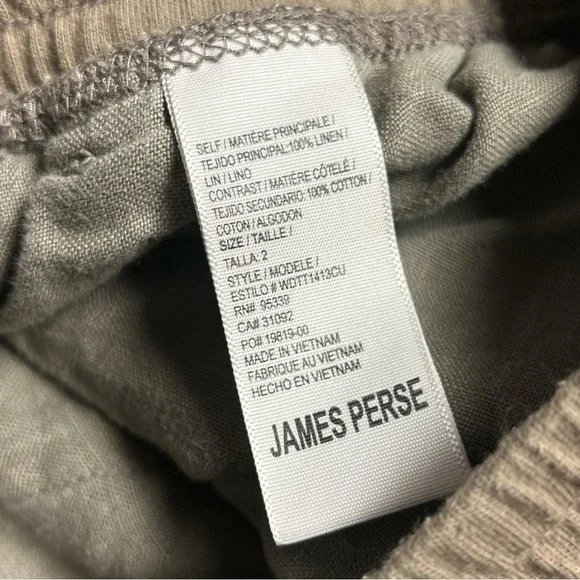 SELF / MATIÈRE PRINCIPALE /
TEJIDO PRINCIPAL:100% LINEN /
LIN / LINO
CONTRAST / MATIÈRE CÔTELÉ /
TEJIDO SECUNDARIO: 100% COTTON /
COTON / ALGODON
SIZE / TAILLE /
TALLA: 2
STYLE / MODELE /
ESTILO # WDTT1413CU
RN# 95339
CA# 31092
PO# 19819-00
MADE IN VIETNAM
FABRIQUE AU VIETNAM
HECHO EN VIETNAM
JAMES PERSE